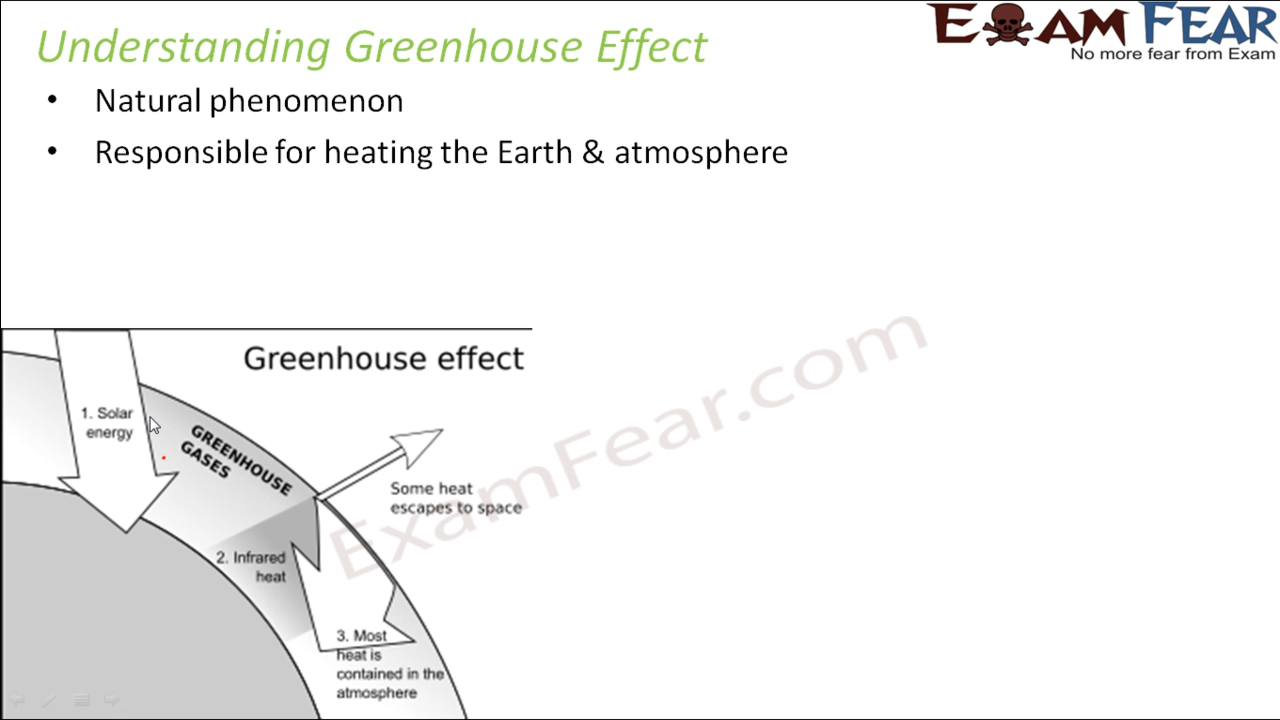 Understanding Greenhouse Effect
EXAM FEAR
No more fear from Exam
• Natural phenomenon
• Responsible for heating the Earth & atmosphere
Greenhouse effect
1. Solar
energy
GREENHOUSE
GASES
Some heat
escapes to space
2. Infrared
heat
3. Most
heat is
contained in the
atmosphere
ExamFear.com